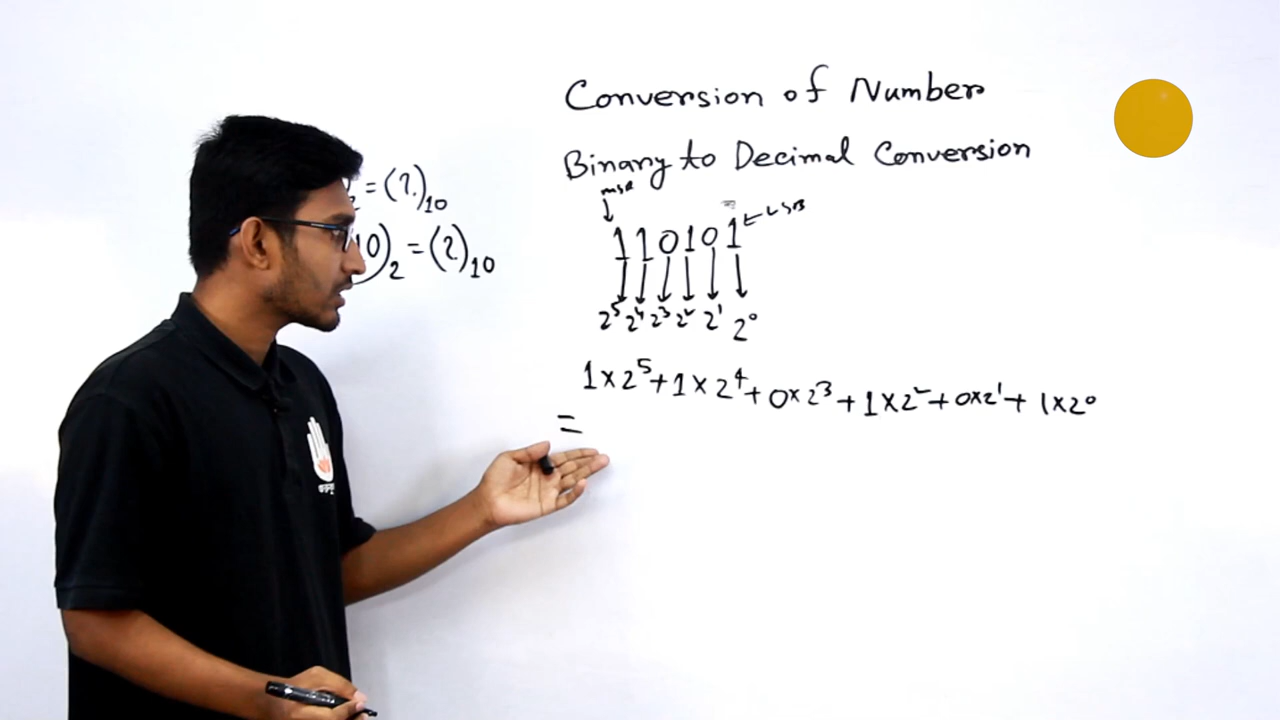 Conversion of Number
Binary to Decimal Conversion
MSB
LSB
110101
2⁵ 2⁴ 2³ 2² 2¹ 2⁰
1×2⁵+1×2⁴+0×2³+1×2²+0×2¹+1×2⁰
=
=(?)₁₀
10)₂=(?)₁₀